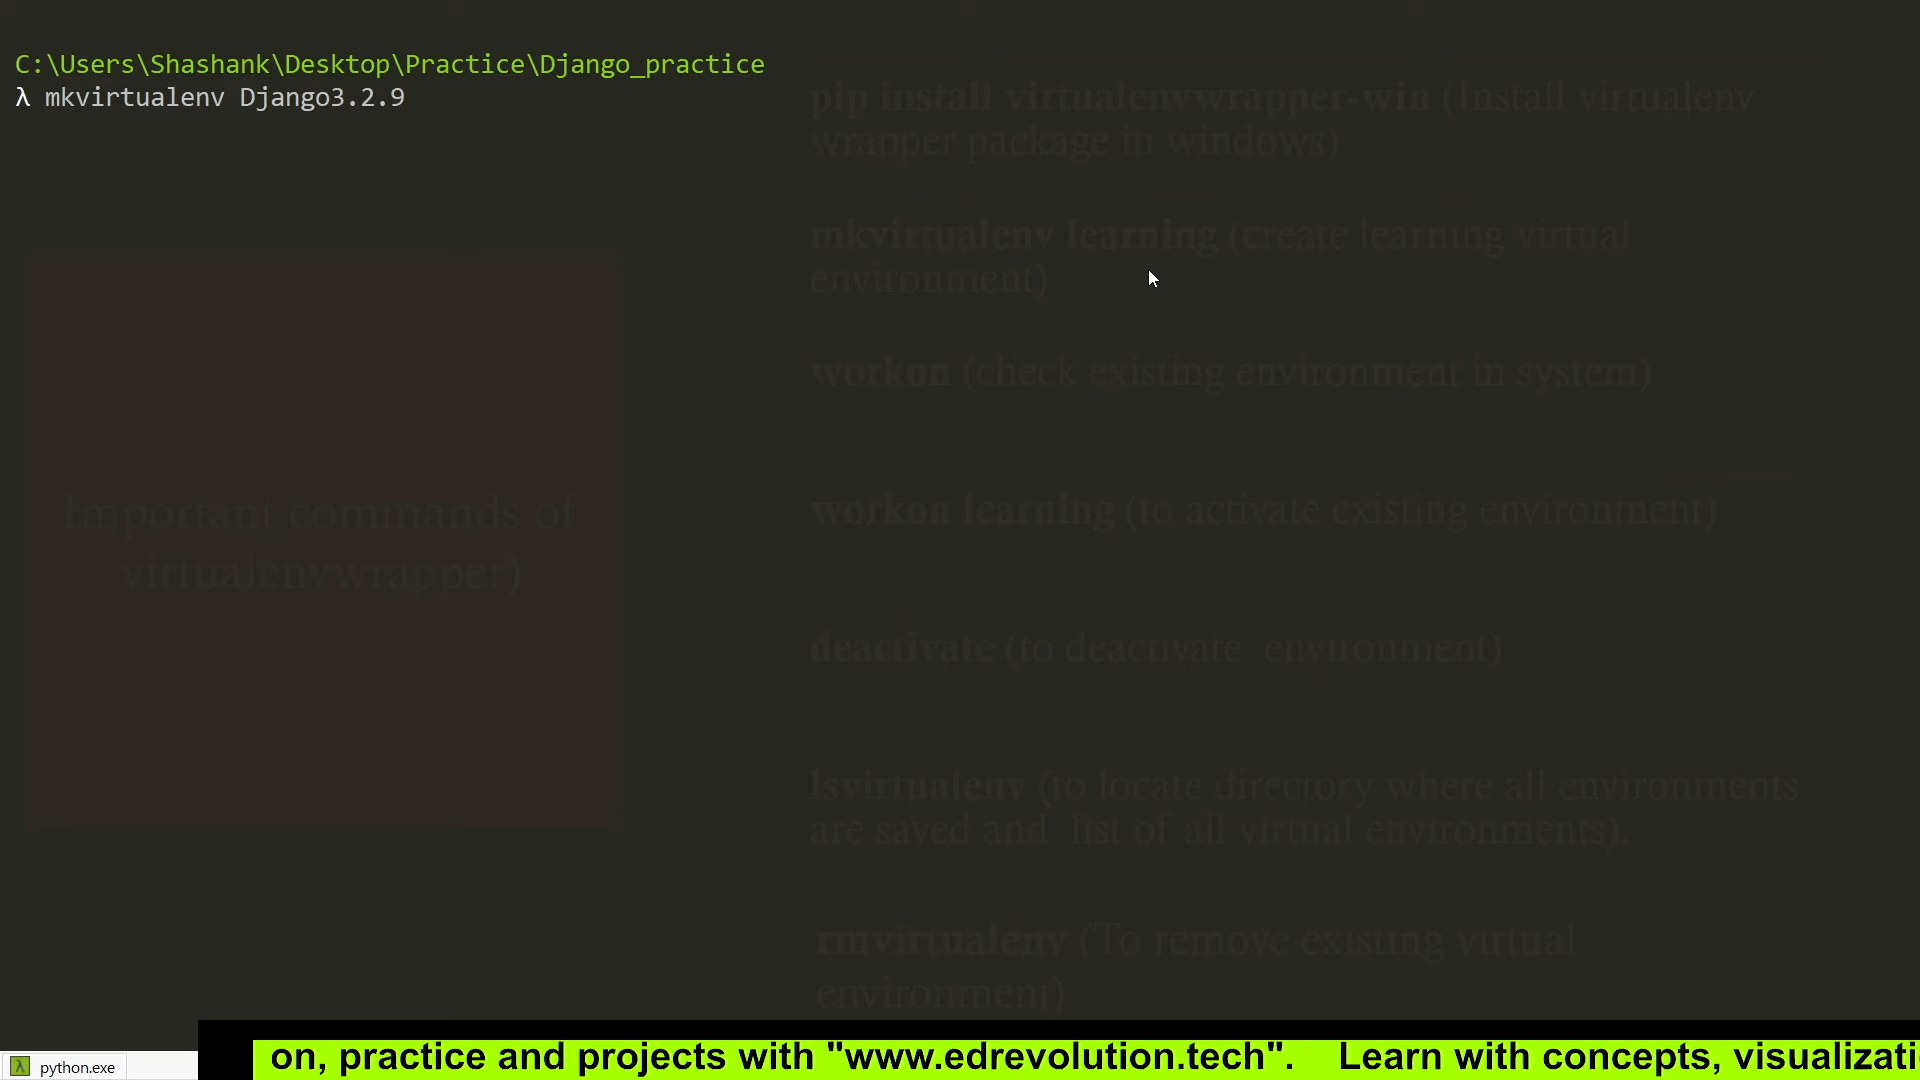 C:\Users\Shashank\Desktop\Practice\Django_practice
λ mkvirtualenv Django3.2.9
pip install virtualenvwrapper-win (Install virtualenv
wrapper package in windows)
mkvirtualenv learning (create learning virtual
environment)
workon (check existing environment in system)
Important commands of
virtualenvwrapper)
workon learning (to activate existing environment)
deactivate (to deactivate environment)
lsvirtualenv (to locate directory where all environments
are saved and list of all virtual environments).
rmvirtualenv (To remove existing virtual
environment)
λ python.exe
on, practice and projects with "www.edrevolution.tech". Learn with concepts, visualizati